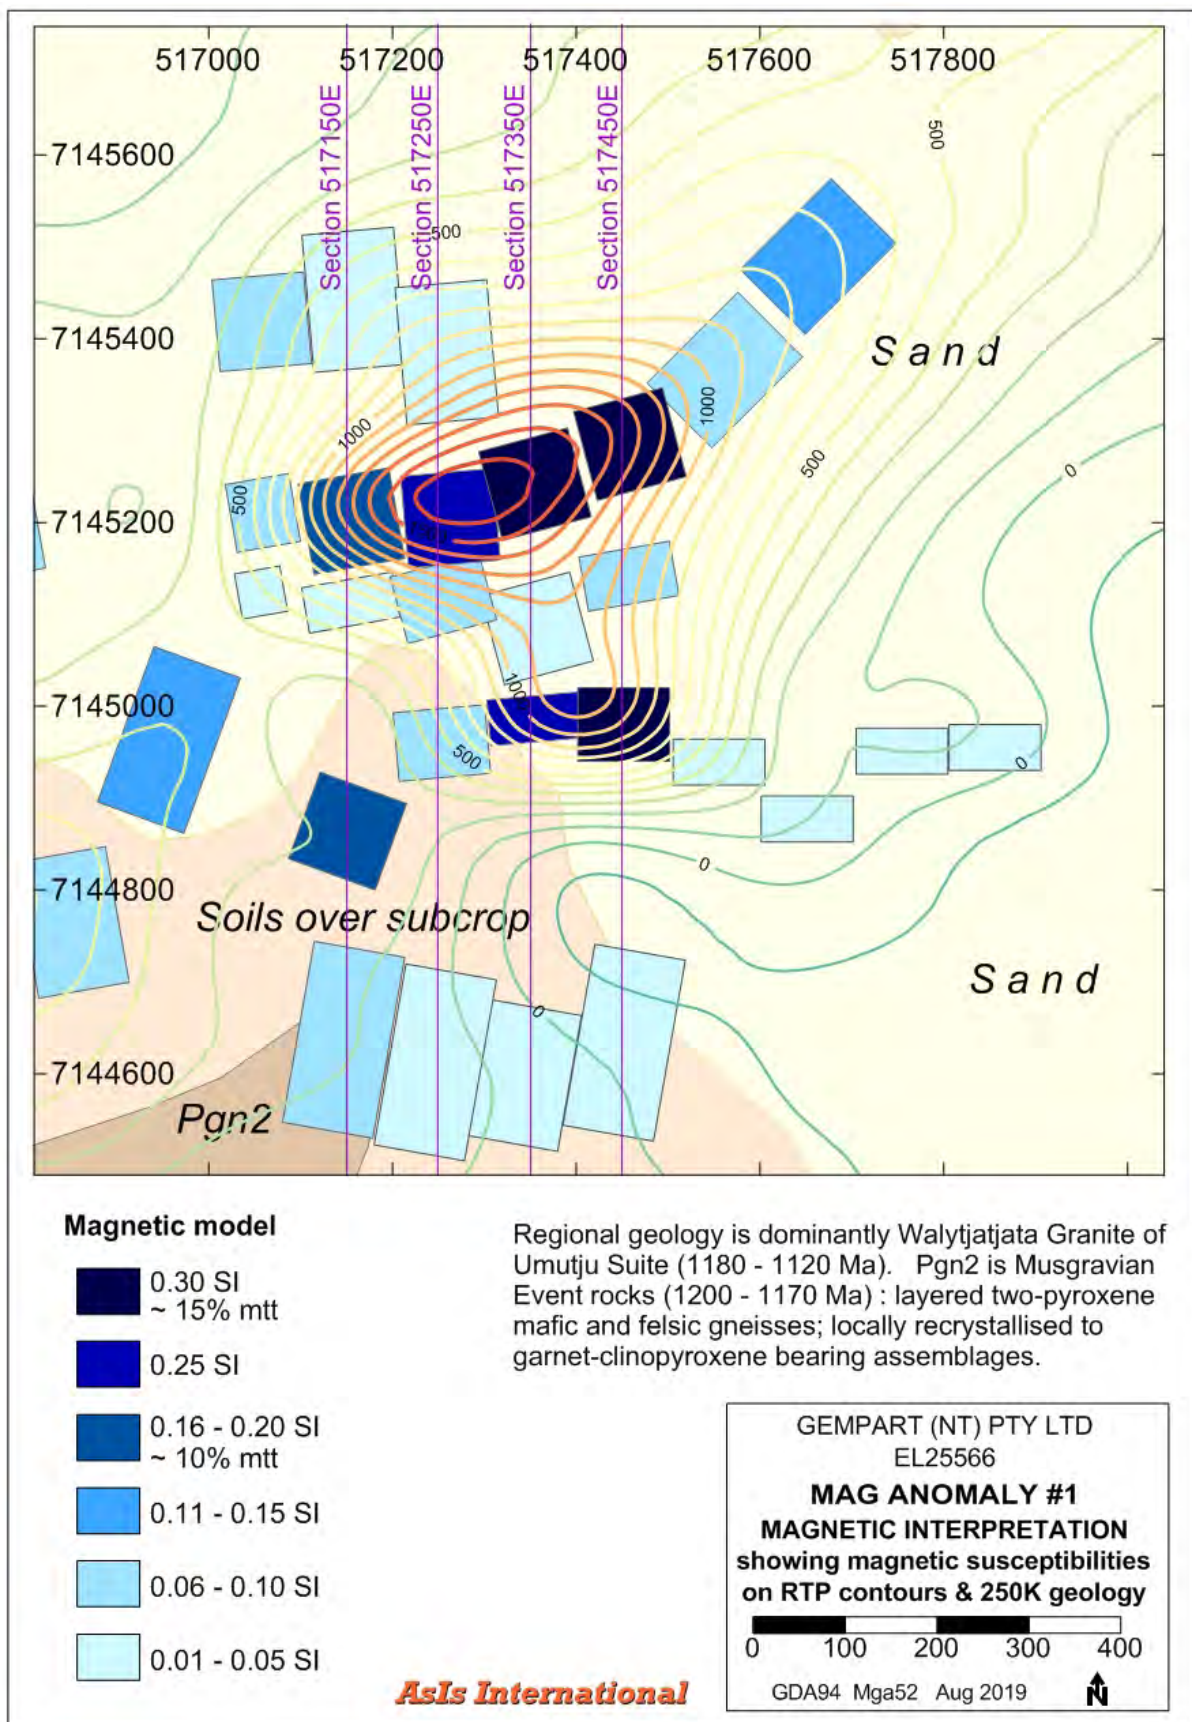 517000 517200 517400 517600 517800
Section 517150E
Section 517250E
Section 517350E
Section 517450E
7145600
7145400
7145200
7145000
7144800
7144600
500
500
1000
1000
500
500
0
1000
500
0
0
0
Sand
Soils over subcrop
Sand
Pgn2
Magnetic model
0.30 SI
~ 15% mtt
0.25 SI
0.16 - 0.20 SI
~ 10% mtt
0.11 - 0.15 SI
0.06 - 0.10 SI
0.01 - 0.05 SI
Regional geology is dominantly Walytjatjata Granite of
Umutju Suite (1180 - 1120 Ma). Pgn2 is Musgravian
Event rocks (1200 - 1170 Ma) : layered two-pyroxene
mafic and felsic gneisses; locally recrystallised to
garnet-clinopyroxene bearing assemblages.
GEMPART (NT) PTY LTD
EL25566
MAG ANOMALY #1
MAGNETIC INTERPRETATION
showing magnetic susceptibilities
on RTP contours & 250K geology
0 100 200 300 400
GDA94 Mga52 Aug 2019
N
AsIs International